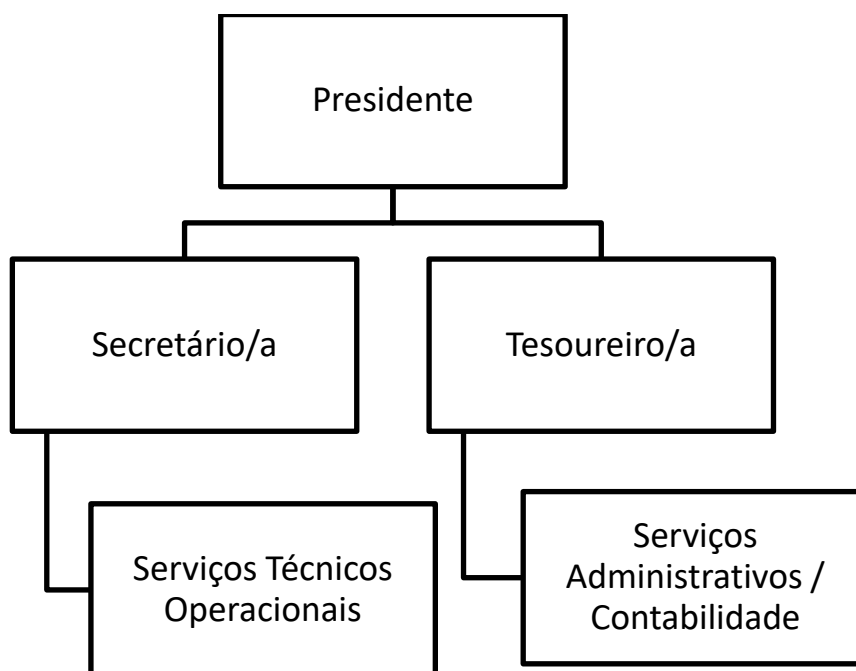 Presidente
Secretário/a
Tesoureiro/a
Serviços Técnicos
Operacionais
Serviços
Administrativos /
Contabilidade